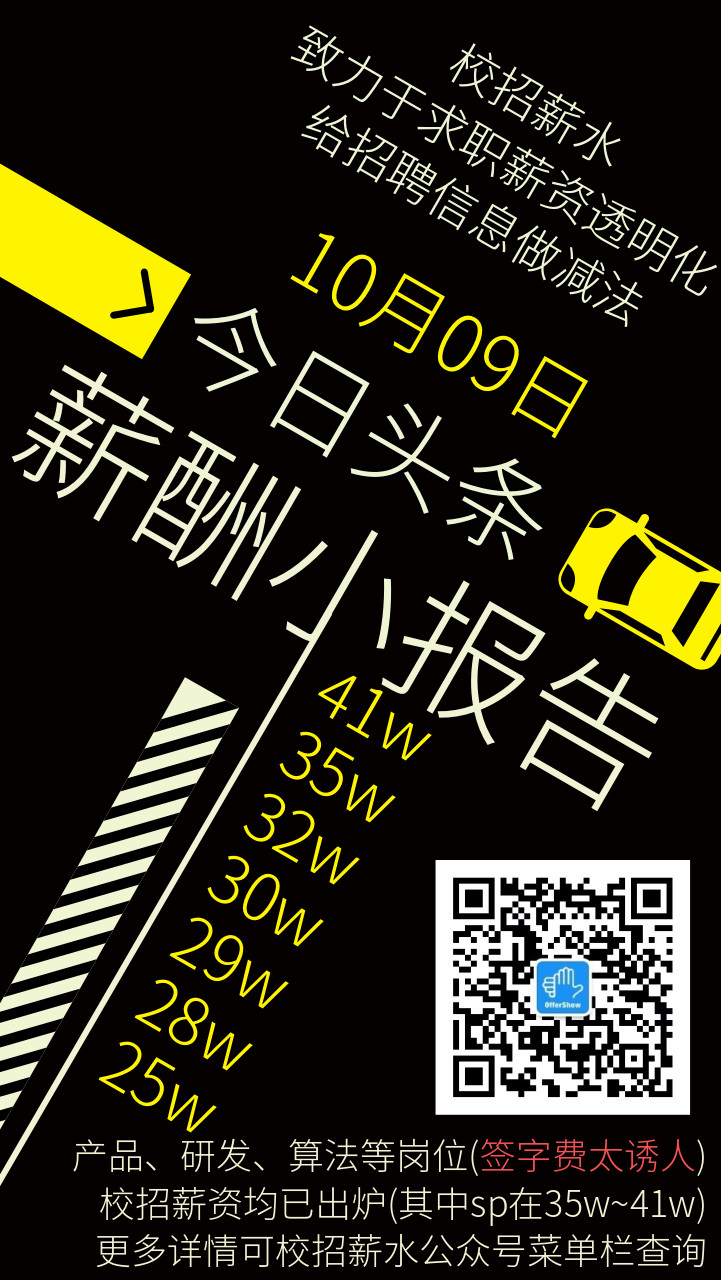 校招薪水
致力于求职薪资透明化
给招聘信息做减法
10月09日
今日头条
薪酬小报告
41w
35w
32w
30w
29w
28w
25w
OfferShow
产品、研发、算法等岗位(签字费太诱人)
校招薪资均已出炉(其中sp在35w~41w)
更多详情可校招薪水公众号菜单栏查询